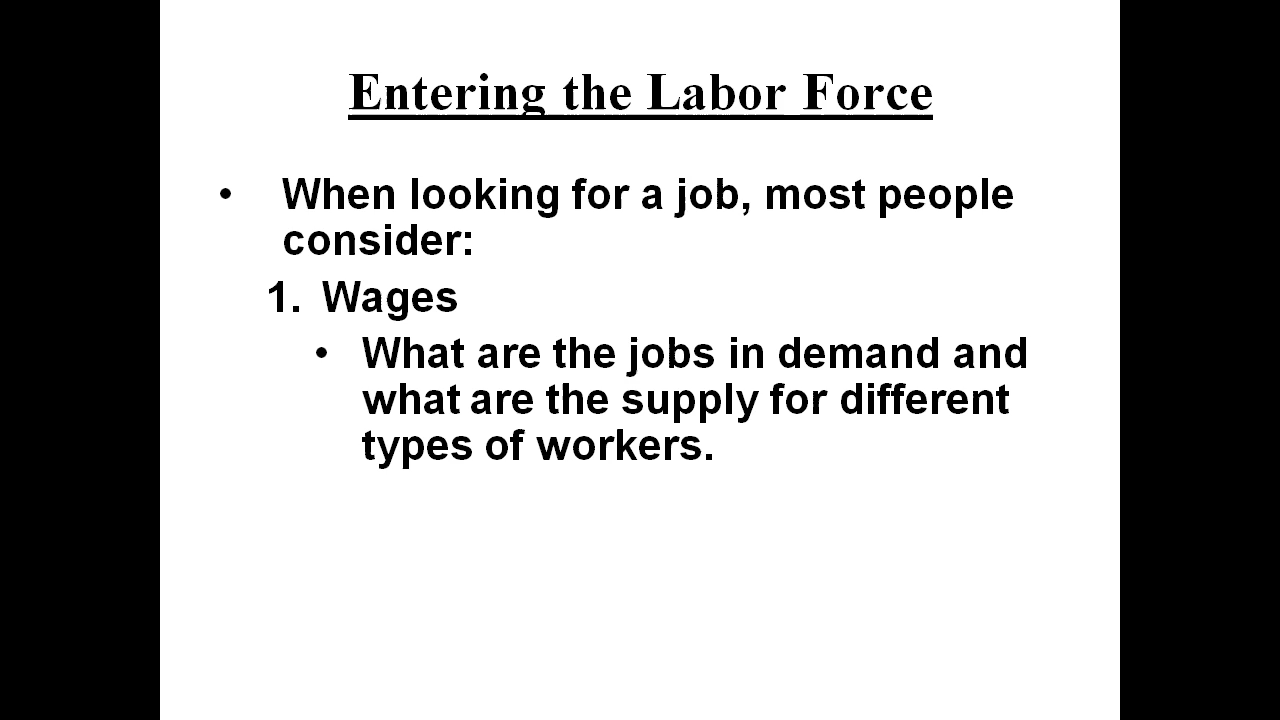 Entering the Labor Force
• When looking for a job, most people
consider:
1. Wages
• What are the jobs in demand and
what are the supply for different
types of workers.